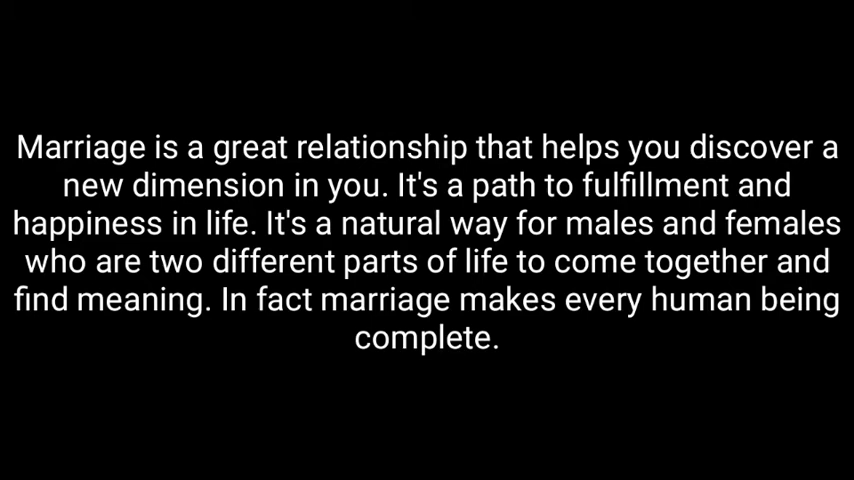 Marriage is a great relationship that helps you discover a
new dimension in you. It's a path to fulfillment and
happiness in life. It's a natural way for males and females
who are two different parts of life to come together and
find meaning. In fact marriage makes every human being
complete.